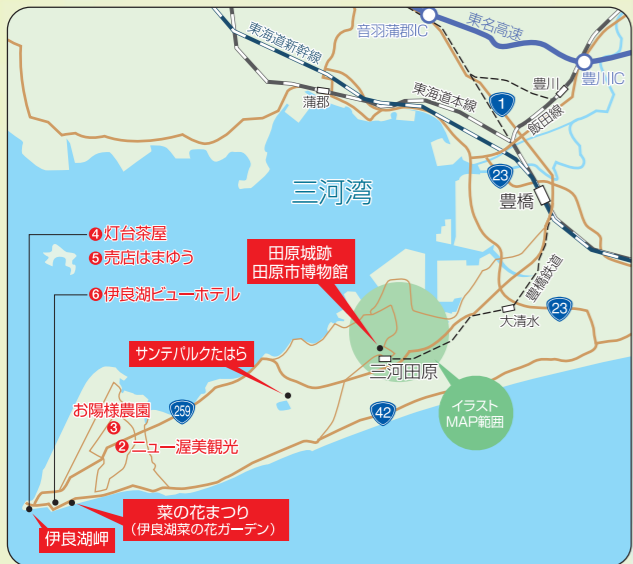 音羽蒲郡IC
東名高速
豊川IC
東海道新幹線
蒲郡
東海道本線
1
豊川
飯田線
23
豊橋
三河湾
④灯台茶屋
⑤売店はまゆう
⑥伊良湖ビューホテル
田原城跡
田原市博物館
豊橋鉄道
大清水
23
サンテパルクたはら
三河田原
イラスト
MAP範囲
お陽様農園
③
②ニュー渥美観光
259
42
菜の花まつり
(伊良湖菜の花ガーデン)
伊良湖岬